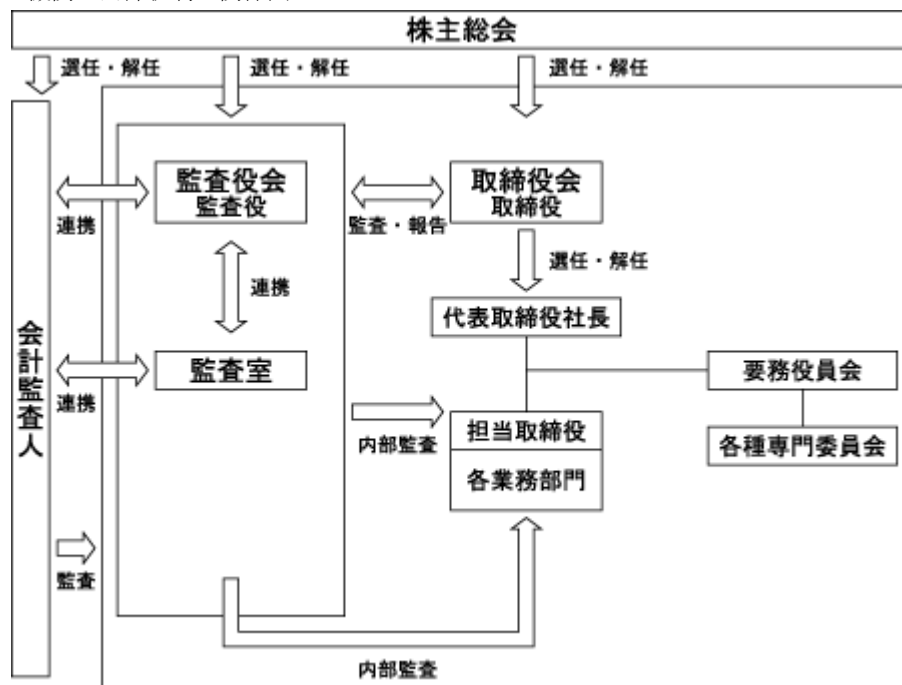 株主総会
選任・解任
選任・解任
選任・解任
監査役会
監査役
取締役会
取締役
連携
監査・報告
選任・解任
連携
代表取締役社長
会計監査人
監査室
要務役員会
連携
内部監査
担当取締役
各業務部門
各種専門委員会
監査
内部監査